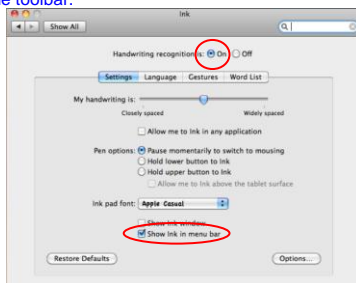 e toolbar.
Ink
Show All
Handwriting recognition is: On Off
Settings Language Gestures Word List
My handwriting is:
Closely spaced Widely spaced
Allow me to Ink in any application
Pen options: Pause momentarily to switch to mousing
Hold lower button to Ink
Hold upper button to Ink
Allow me to Ink above the tablet surface
Ink pad font: Apple Casual
Show Ink window
Show Ink in menu bar
Restore Defaults Options...